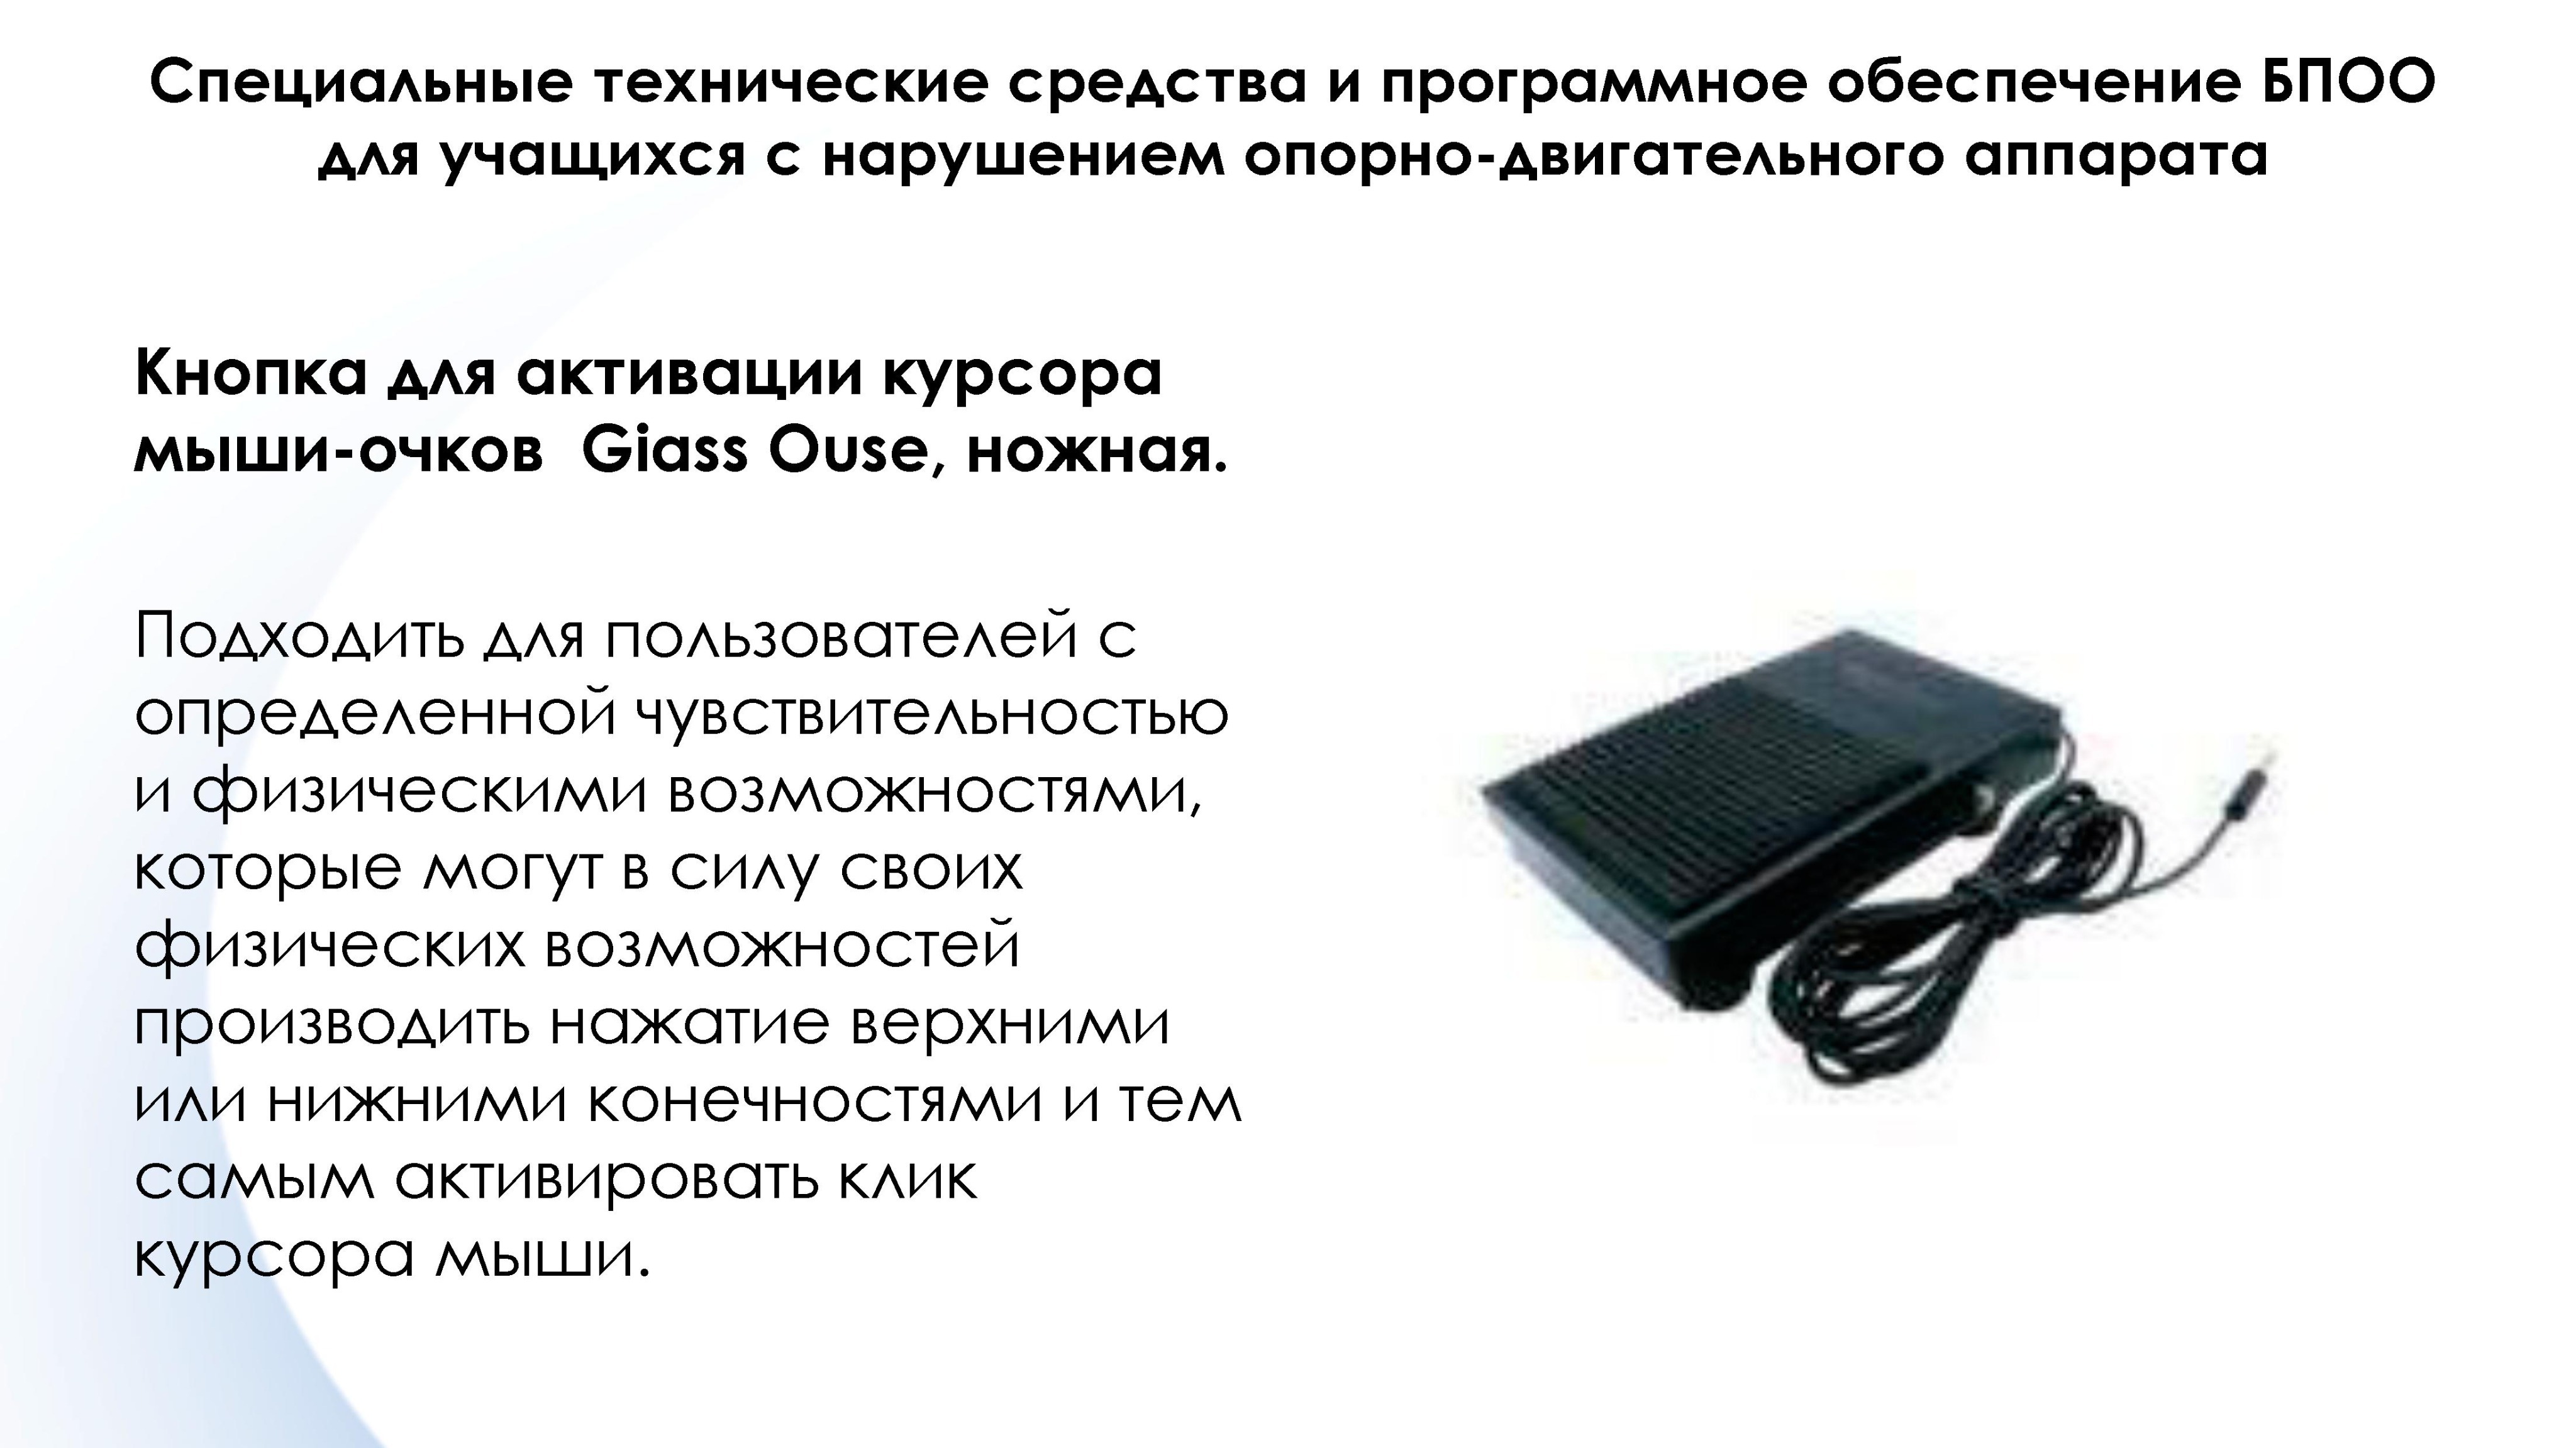 Специальные технические средства и программное обеспечение БПОО
для учащихся с нарушением опорно-двигательного аппарата
Кнопка для активации курсора
мыши-очков Giass Ouse, ножная.
Подходить для пользователей с
определенной чувствительностью
и физическими возможностями,
которые могут в силу своих
физических возможностей
производить нажатие верхними
или нижними конечностями и тем
самым активировать клик
курсора мыши.